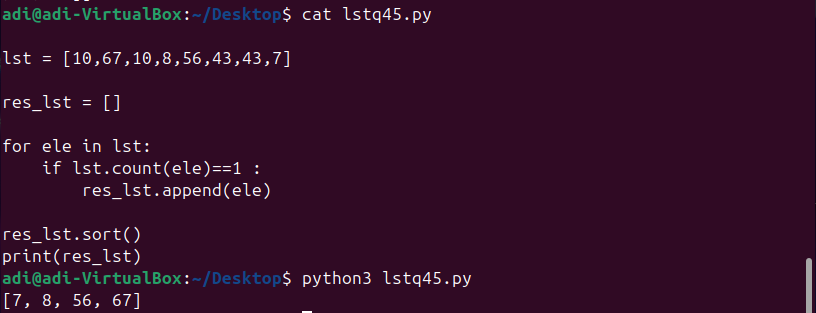 adi@adi-VirtualBox:~/Desktop$ cat lstq45.py
lst = [10,67,10,8,56,43,43,7]
res_lst = []
for ele in lst:
    if lst.count(ele)==1 :
        res_lst.append(ele)
res_lst.sort()
print(res_lst)
adi@adi-VirtualBox:~/Desktop$ python3 lstq45.py
[7, 8, 56, 67]